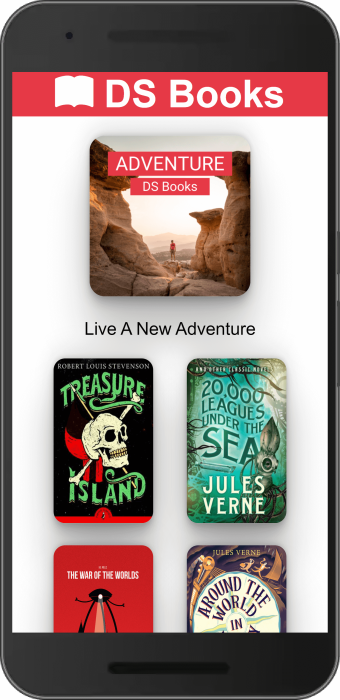 DS Books
ADVENTURE
DS Books
Live A New Adventure
ROBERT LOUIS STEVENSON
TREASURE
ISLAND
AND OTHER CLASSIC NOVELS
20,000
LEAGUES
UNDER THE
SEA
JULES
VERNE
THE WAR OF THE WORLDS
JULES VERNE
AROUND THE
WORLD
IN